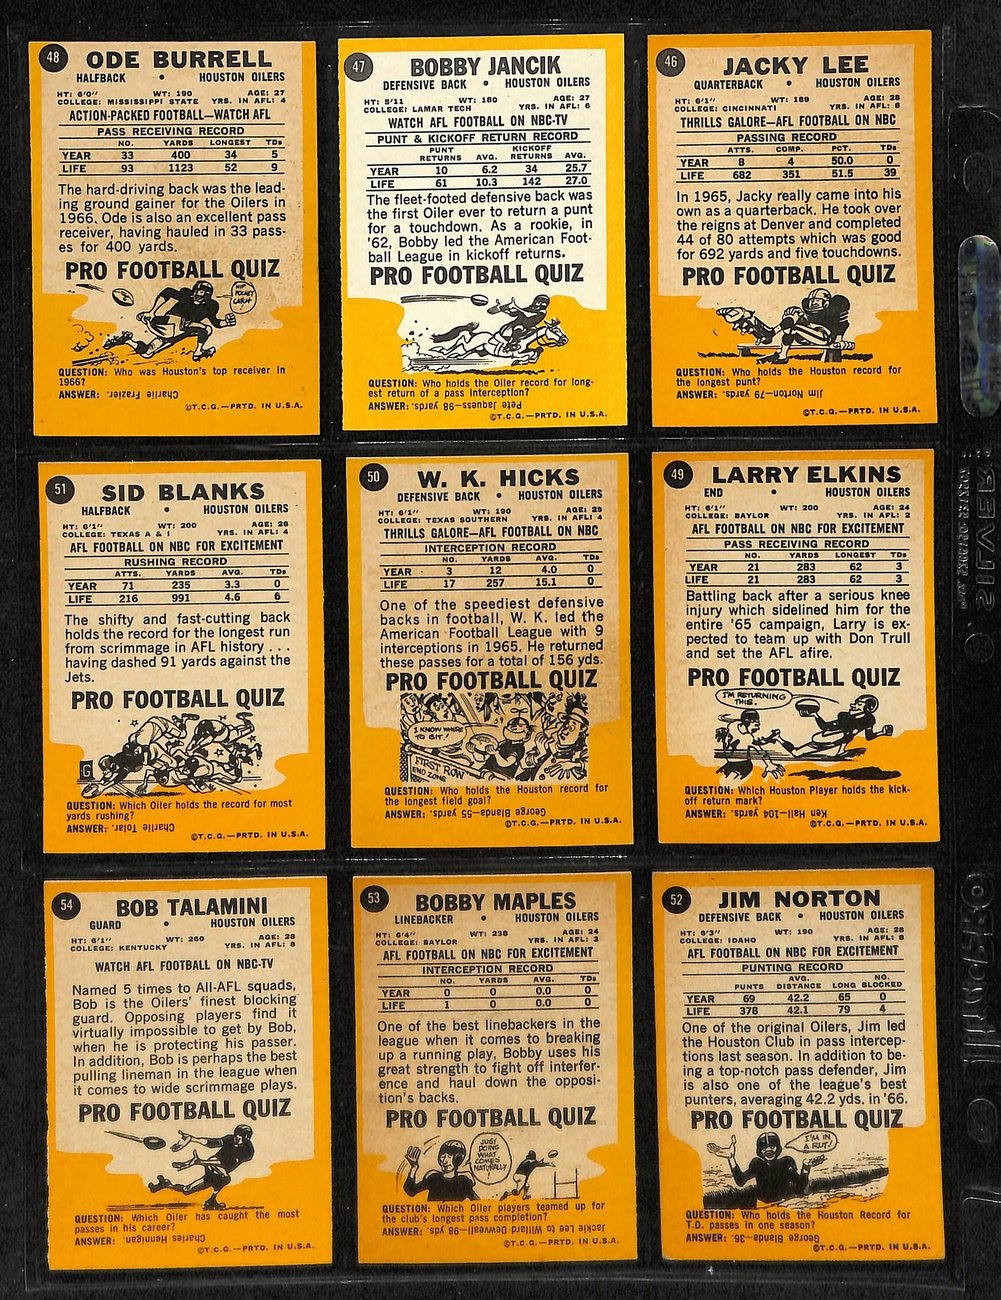 48
ODE BURRELL
HALFBACK • HOUSTON OILERS
HT: 6'0" WT: 190 AGE: 27
COLLEGE: MISSISSIPPI STATE YRS. IN AFL: 4
ACTION-PACKED FOOTBALL—WATCH AFL
PASS RECEIVING RECORD
NO. YARDS LONGEST TDs
YEAR 33 400 34 5
LIFE 93 1123 52 9
The hard-driving back was the lead-
ing ground gainer for the Oilers in
1966. Ode is also an excellent pass
receiver, having hauled in 33 pass-
es for 400 yards.
PRO FOOTBALL QUIZ
HIP POCKET CATCH!
QUESTION: Who was Houston's top receiver in
1966?
ANSWER: Charlie Frazier.
©T.C.G.—PRTD. IN U.S.A.
47
BOBBY JANCIK
DEFENSIVE BACK • HOUSTON OILERS
HT: 5'11 WT: 180 AGE: 27
COLLEGE: LAMAR TECH YRS. IN AFL: 6
WATCH AFL FOOTBALL ON NBC-TV
PUNT & KICKOFF RETURN RECORD
PUNT KICKOFF
RETURNS AVG. RETURNS AVG.
YEAR 10 6.2 34 25.7
LIFE 61 10.3 142 27.0
The fleet-footed defensive back was
the first Oiler ever to return a punt
for a touchdown. As a rookie, in
'62, Bobby led the American Foot-
ball League in kickoff returns.
PRO FOOTBALL QUIZ
QUESTION: Who holds the Oiler record for long-
est return of a pass interception?
ANSWER: Pete Jaquess—98 yards.
©T.C.G.—PRTD. IN U.S.A.
46
JACKY LEE
QUARTERBACK • HOUSTON OILERS
HT: 6'1" WT: 189 AGE: 28
COLLEGE: CINCINNATI YRS. IN AFL: 8
THRILLS GALORE—AFL FOOTBALL ON NBC
PASSING RECORD
ATTS. COMP. PCT. TDs
YEAR 8 4 50.0 0
LIFE 682 351 51.5 39
In 1965, Jacky really came into his
own as a quarterback. He took over
the reigns at Denver and completed
44 of 80 attempts which was good
for 692 yards and five touchdowns.
PRO FOOTBALL QUIZ
QUESTION: Who holds the Houston record for
the longest punt?
ANSWER: Jim Norton—79 yards.
©T.C.G.—PRTD. IN U.S.A.
51
SID BLANKS
HALFBACK • HOUSTON OILERS
HT: 6'1" WT: 200 AGE: 26
COLLEGE: TEXAS A & I YRS. IN AFL: 4
AFL FOOTBALL ON NBC FOR EXCITEMENT
RUSHING RECORD
ATTS. YARDS AVG. TDs
YEAR 71 235 3.3 0
LIFE 216 991 4.6 6
The shifty and fast-cutting back
holds the record for the longest run
from scrimmage in AFL history . . .
having dashed 91 yards against the
Jets.
PRO FOOTBALL QUIZ
G
QUESTION: Which Oiler holds the record for most
yards rushing?
ANSWER: Charlie Tolar.
©T.C.G.—PRTD. IN U.S.A.
50
W. K. HICKS
DEFENSIVE BACK • HOUSTON OILERS
HT: 6'1" WT: 190 AGE: 25
COLLEGE: TEXAS SOUTHERN YRS. IN AFL: 4
THRILLS GALORE—AFL FOOTBALL ON NBC
INTERCEPTION RECORD
NO. YARDS AVG. TDs
YEAR 3 12 4.0 0
LIFE 17 257 15.1 0
One of the speediest defensive
backs in football, W. K. led the
American Football League with 9
interceptions in 1965. He returned
these passes for a total of 156 yds.
PRO FOOTBALL QUIZ
I KNOW WHERE TO SIT!
FIRST ROW
END ZONE
QUESTION: Who holds the Houston record for
the longest field goal?
ANSWER: George Blanda—55 yds.
©T.C.G.—PRTD. IN U.S.A.
49
LARRY ELKINS
END • HOUSTON OILERS
HT: 6'1" WT: 200 AGE: 24
COLLEGE: BAYLOR YRS. IN AFL: 2
AFL FOOTBALL ON NBC FOR EXCITEMENT
PASS RECEIVING RECORD
NO. YARDS LONGEST TDs
YEAR 21 283 62 3
LIFE 21 283 62 3
Battling back after a serious knee
injury which sidelined him for the
entire '65 campaign, Larry is ex-
pected to team up with Don Trull
and set the AFL afire.
PRO FOOTBALL QUIZ
I'M RETURNING THIS.
QUESTION: Which Houston Player holds the kick-
off return mark?
ANSWER: Ken Hall—104 yards.
©T.C.G.—PRTD. IN U.S.A.
54
BOB TALAMINI
GUARD • HOUSTON OILERS
HT: 6'1" WT: 260 AGE: 28
COLLEGE: KENTUCKY YRS. IN AFL: 8
WATCH AFL FOOTBALL ON NBC-TV
Named 5 times to All-AFL squads,
Bob is the Oilers' finest blocking
guard. Opposing players find it
virtually impossible to get by Bob,
when he is protecting his passer.
In addition, Bob is perhaps the best
pulling lineman in the league when
it comes to wide scrimmage plays.
PRO FOOTBALL QUIZ
QUESTION: Which Oiler has caught the most
passes in his career?
ANSWER: Charles Hennigan.
©T.C.G.—PRTD. IN U.S.A.
53
BOBBY MAPLES
LINEBACKER • HOUSTON OILERS
HT: 6'4" WT: 238 AGE: 24
COLLEGE: BAYLOR YRS. IN AFL: 3
AFL FOOTBALL ON NBC FOR EXCITEMENT
INTERCEPTION RECORD
NO. YARDS AVG. TDs
YEAR 0 0 0.0 0
LIFE 1 0 0.0 0
One of the best linebackers in the
league when it comes to breaking
up a running play, Bobby uses his
great strength to fight off interfer-
ence and haul down the opposi-
tion's backs.
PRO FOOTBALL QUIZ
JUST DOING WHAT COMES NATURALLY!
QUESTION: Which Oiler players teamed up for
the club's longest pass completion?
ANSWER: Jackie Lee to Willard Dewveall—98 yds.
©T.C.G.—PRTD. IN U.S.A.
52
JIM NORTON
DEFENSIVE BACK • HOUSTON OILERS
HT: 6'3" WT: 190 AGE: 28
COLLEGE: IDAHO YRS. IN AFL: 8
AFL FOOTBALL ON NBC FOR EXCITEMENT
PUNTING RECORD
AVG. NO.
PUNTS DISTANCE LONG BLOCKED
YEAR 69 42.2 65 0
LIFE 378 42.1 79 4
One of the original Oilers, Jim led
the Houston Club in pass intercep-
tions last season. In addition to be-
ing a top-notch pass defender, Jim
is also one of the league's best
punters, averaging 42.2 yds. in '66.
PRO FOOTBALL QUIZ
I'M IN A RUT!
QUESTION: Who holds the Houston Record for
T.D. passes in one season?
ANSWER: George Blanda—36.
©T.C.G.—PRTD. IN U.S.A.